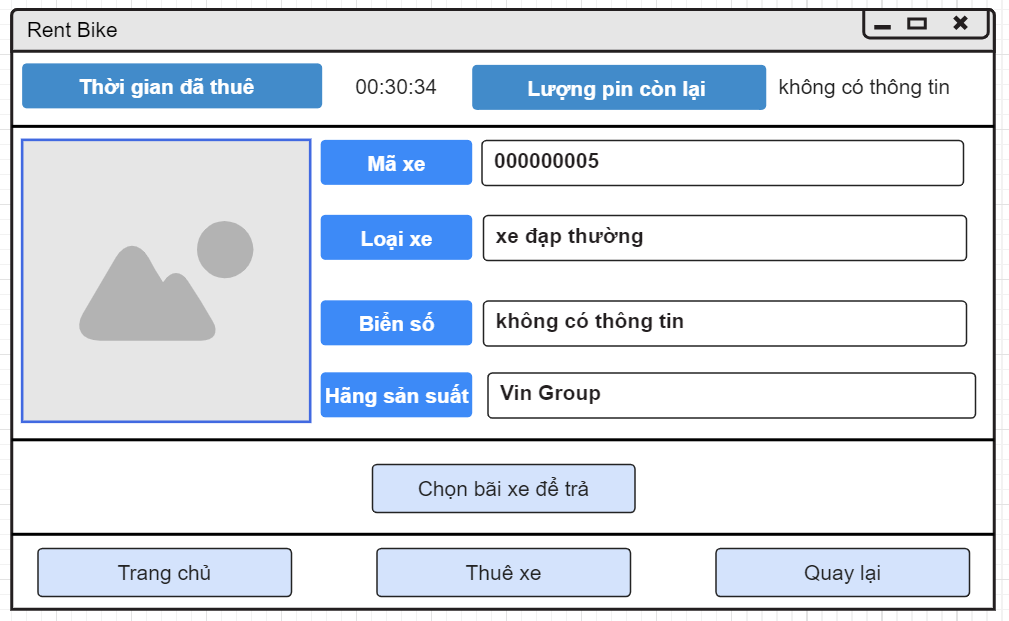 Rent Bike
Thời gian đã thuê 00:30:34 Lượng pin còn lại không có thông tin
Mã xe 000000005
Loại xe xe đạp thường
Biển số không có thông tin
Hãng sản suất Vin Group
Chọn bãi xe để trả
Trang chủ Thuê xe Quay lại